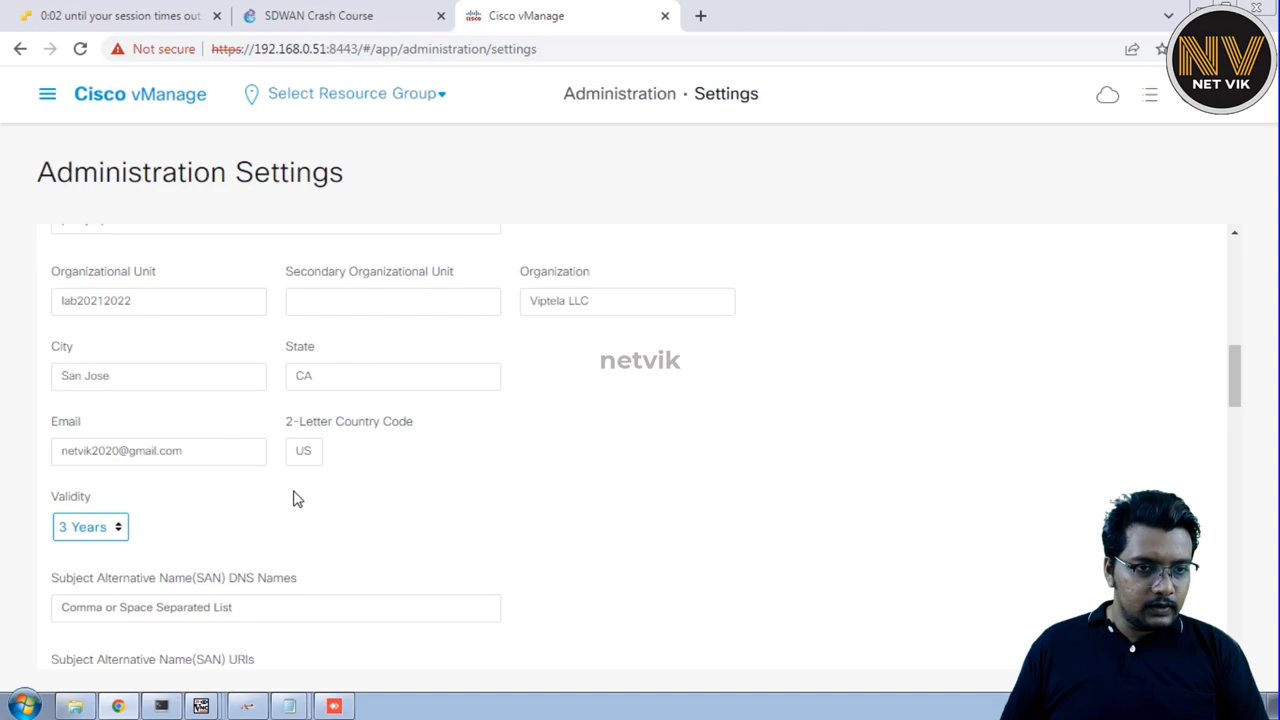 0:02 until your session times out
SDWAN Crash Course
Cisco vManage
Not secure
https://192.168.0.51:8443/#/app/administration/settings
NV
NET VIK
Cisco vManage
Select Resource Group
Administration · Settings
Administration Settings
Organizational Unit
Secondary Organizational Unit
Organization
lab20212022
Viptela LLC
City
State
San Jose
CA
netvik
Email
2-Letter Country Code
netvik2020@gmail.com
US
Validity
3 Years
Subject Alternative Name(SAN) DNS Names
Comma or Space Separated List
Subject Alternative Name(SAN) URIs